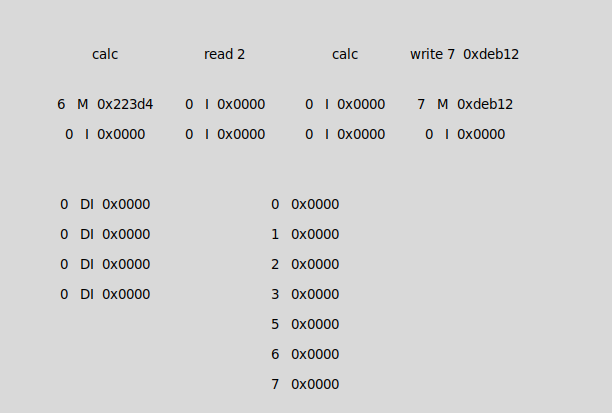 calc read 2 calc write 7 0xdeb12
6 M 0x223d4 0 I 0x0000 0 I 0x0000 7 M 0xdeb12
0 I 0x0000 0 I 0x0000 0 I 0x0000 0 I 0x0000
0 DI 0x0000 0 0x0000
0 DI 0x0000 1 0x0000
0 DI 0x0000 2 0x0000
0 DI 0x0000 3 0x0000
5 0x0000
6 0x0000
7 0x0000